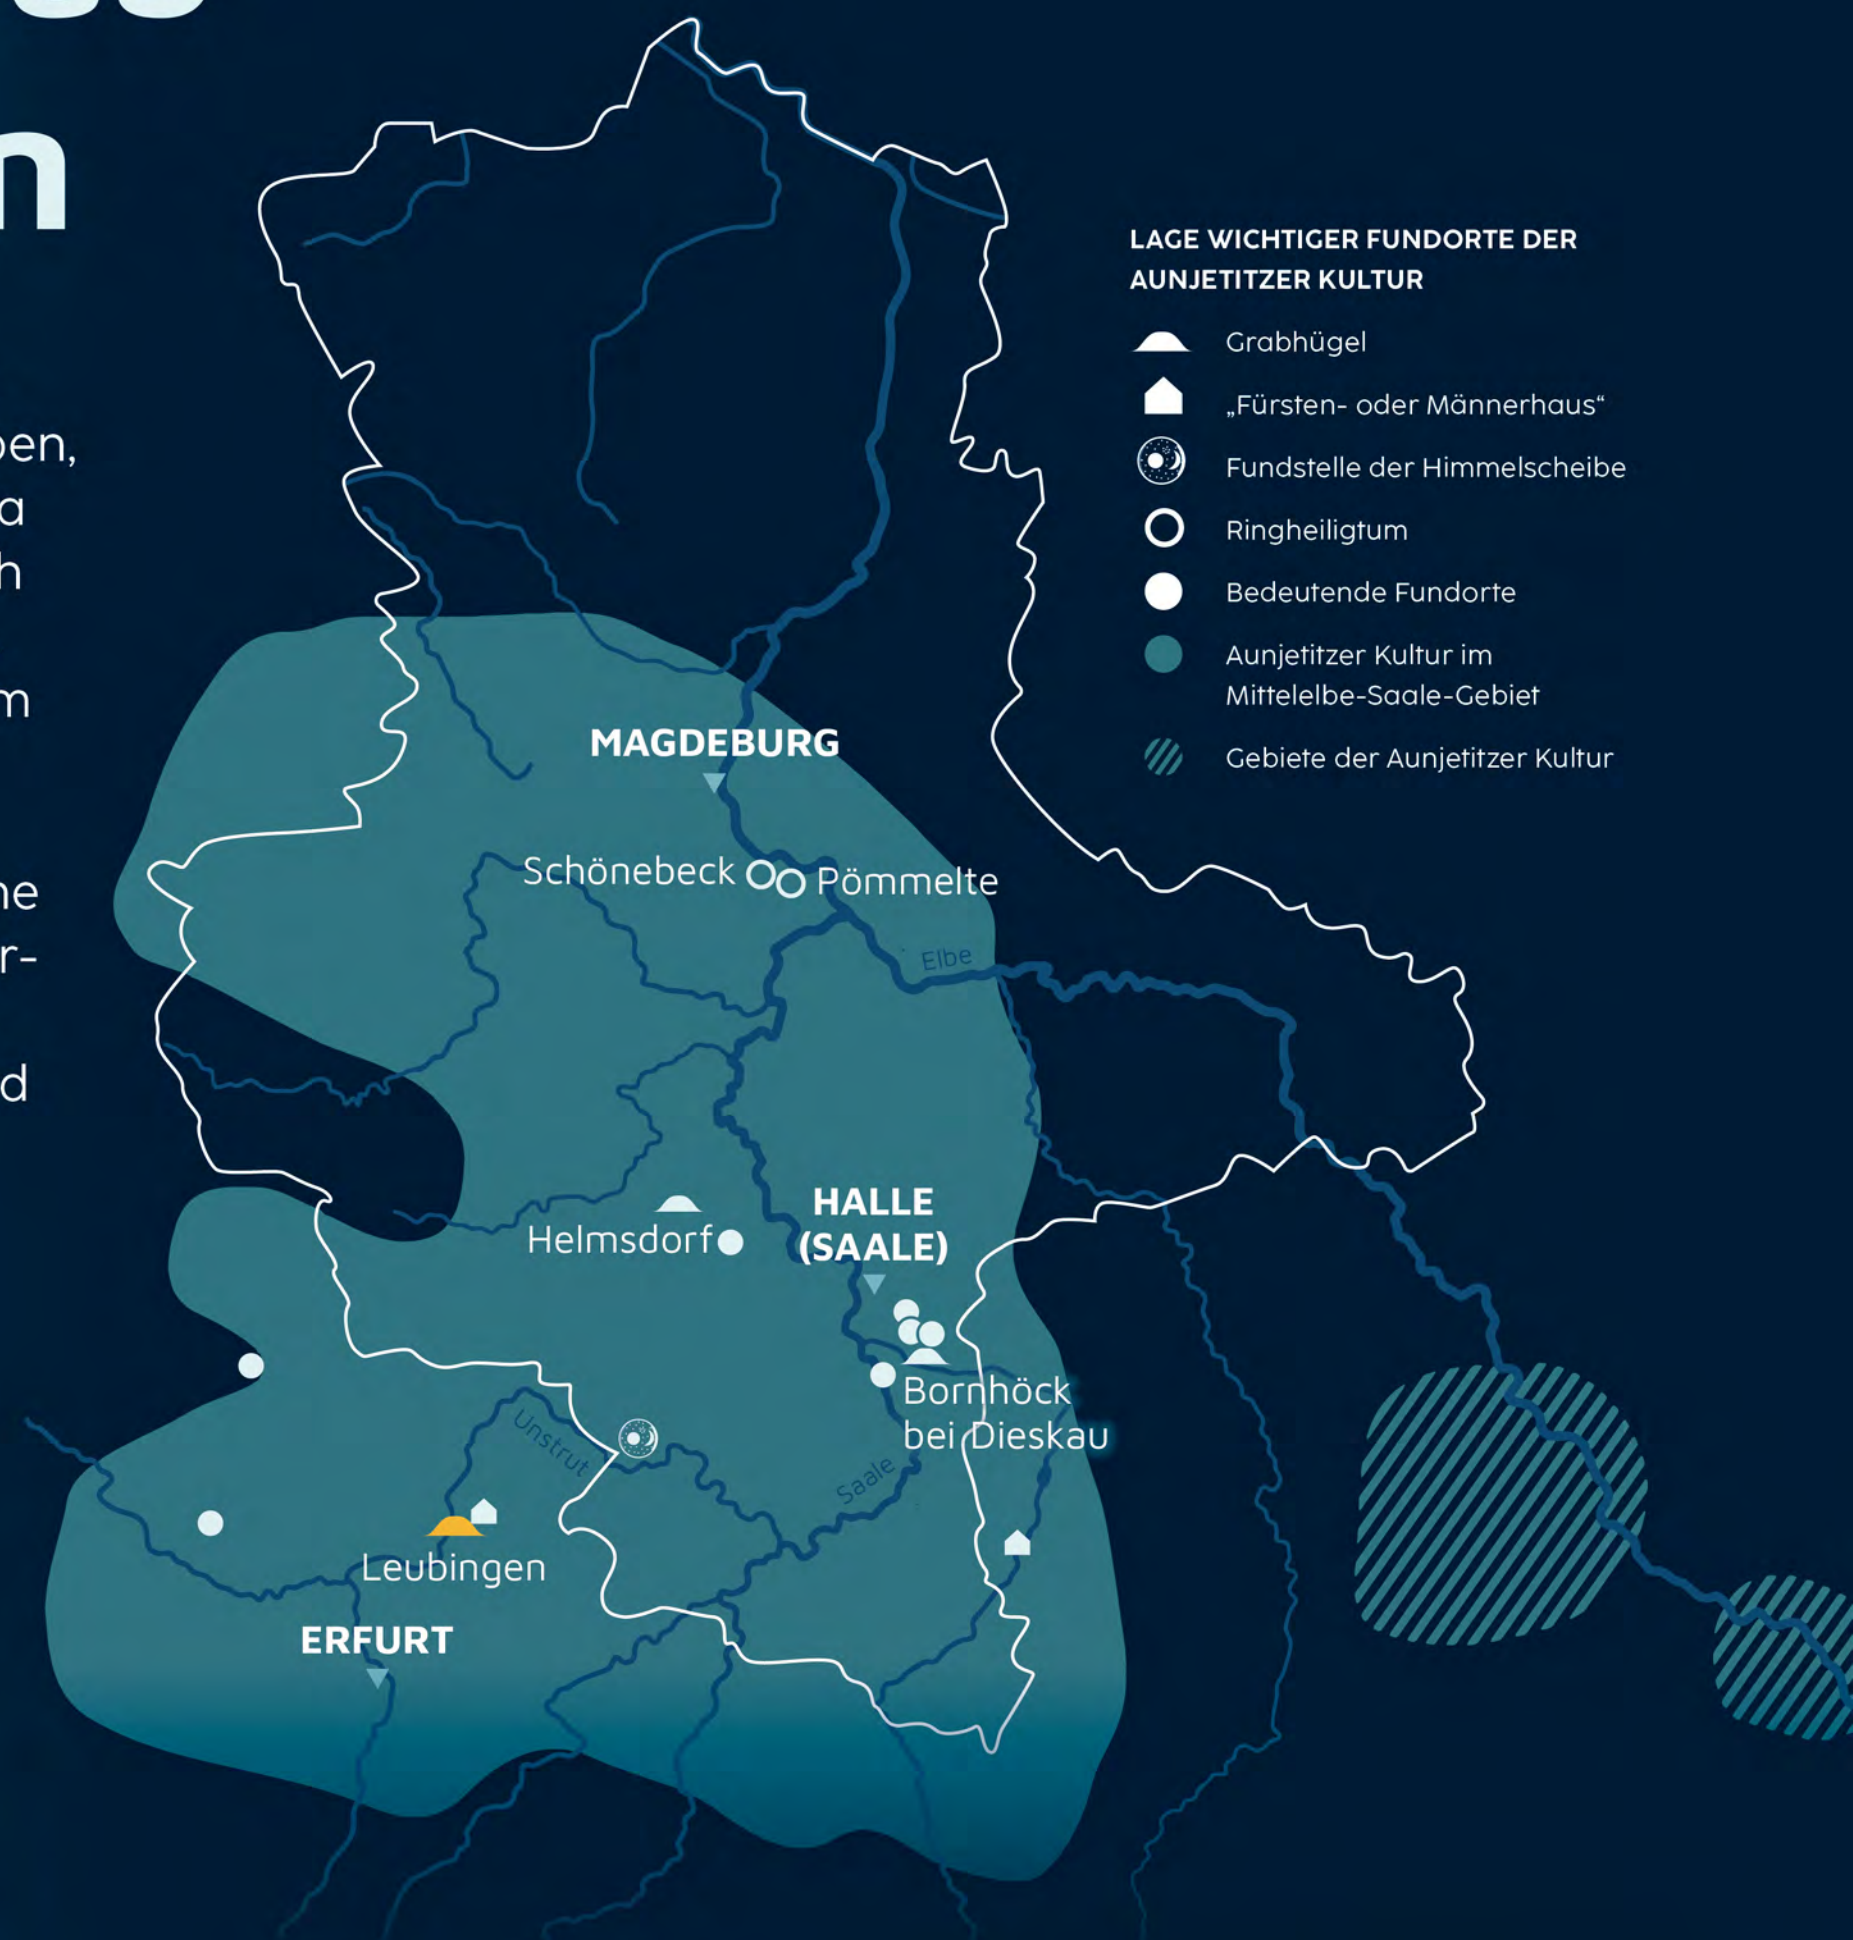 n
ben,
a
h
m
ne
r-
d
LAGE WICHTIGER FUNDORTE DER
AUNJETITZER KULTUR
Grabhügel
„Fürsten- oder Männerhaus“
Fundstelle der Himmelscheibe
Ringheiligtum
Bedeutende Fundorte
Aunjetitzer Kultur im
Mittelelbe-Saale-Gebiet
Gebiete der Aunjetitzer Kultur
MAGDEBURG
Schönebeck
Pömmelte
Elbe
HALLE
(SAALE)
Helmsdorf
Bornhöck
bei Dieskau
Unstrut
Saale
Leubingen
ERFURT